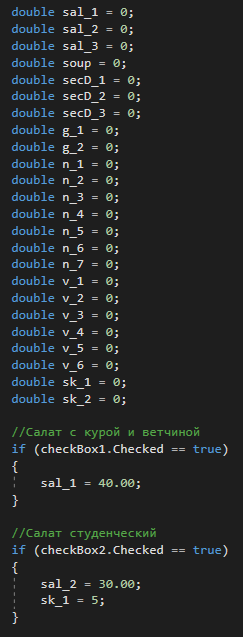 double sal_1 = 0;
double sal_2 = 0;
double sal_3 = 0;
double soup = 0;
double secD_1 = 0;
double secD_2 = 0;
double secD_3 = 0;
double g_1 = 0;
double g_2 = 0;
double n_1 = 0;
double n_2 = 0;
double n_3 = 0;
double n_4 = 0;
double n_5 = 0;
double n_6 = 0;
double n_7 = 0;
double v_1 = 0;
double v_2 = 0;
double v_3 = 0;
double v_4 = 0;
double v_5 = 0;
double v_6 = 0;
double sk_1 = 0;
double sk_2 = 0;

//Салат с курой и ветчиной
if (checkBox1.Checked == true)
{
    sal_1 = 40.00;
}

//Салат студенческий
if (checkBox2.Checked == true)
{
    sal_2 = 30.00;
    sk_1 = 5;
}